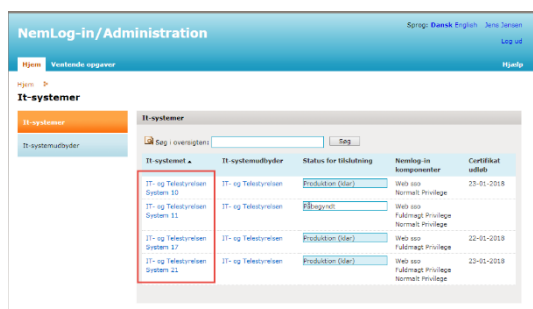 Sprog: Dansk English Jens Jensen
NemLog-in/Administration
Log ud
Hjem Ventende opgaver Hjælp
Hjem
It-systemer
It-systemer
It-systemudbyder
It-systemer
Søg i oversigten: Søg
It-systemet It-systemudbyder Status for tilslutning Nemlog-in komponenter Certifikat udløb
IT- og Telestyrelsen System 10 IT- og Telestyrelsen Produktion (klar) Web sso Normalt Privilege 23-01-2018
IT- og Telestyrelsen System 11 IT- og Telestyrelsen Påbegyndt Web sso Fuldmagt Privilege Normalt Privilege
IT- og Telestyrelsen System 17 IT- og Telestyrelsen Produktion (klar) Web sso Fuldmagt Privilege 22-01-2018
IT- og Telestyrelsen System 21 IT- og Telestyrelsen Produktion (klar) Web sso Fuldmagt Privilege Normalt Privilege 23-01-2018